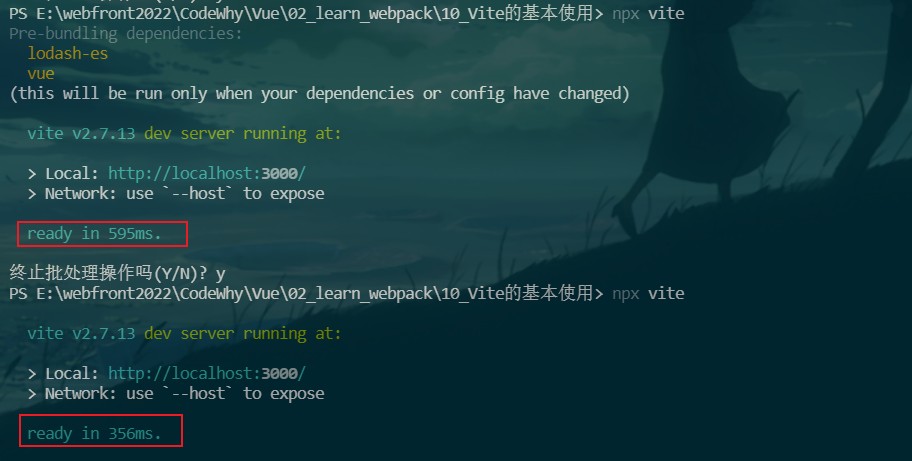 PS E:\webfront2022\CodeWhy\Vue\02_learn_webpack\10_Vite的基本使用> npx vite
Pre-bundling dependencies:
lodash-es
vue
(this will be run only when your dependencies or config have changed)
vite v2.7.13 dev server running at:
> Local: http://localhost:3000/
> Network: use `--host` to expose
ready in 595ms.
终止批处理操作吗(Y/N)? y
PS E:\webfront2022\CodeWhy\Vue\02_learn_webpack\10_Vite的基本使用> npx vite
vite v2.7.13 dev server running at:
> Local: http://localhost:3000/
> Network: use `--host` to expose
ready in 356ms.